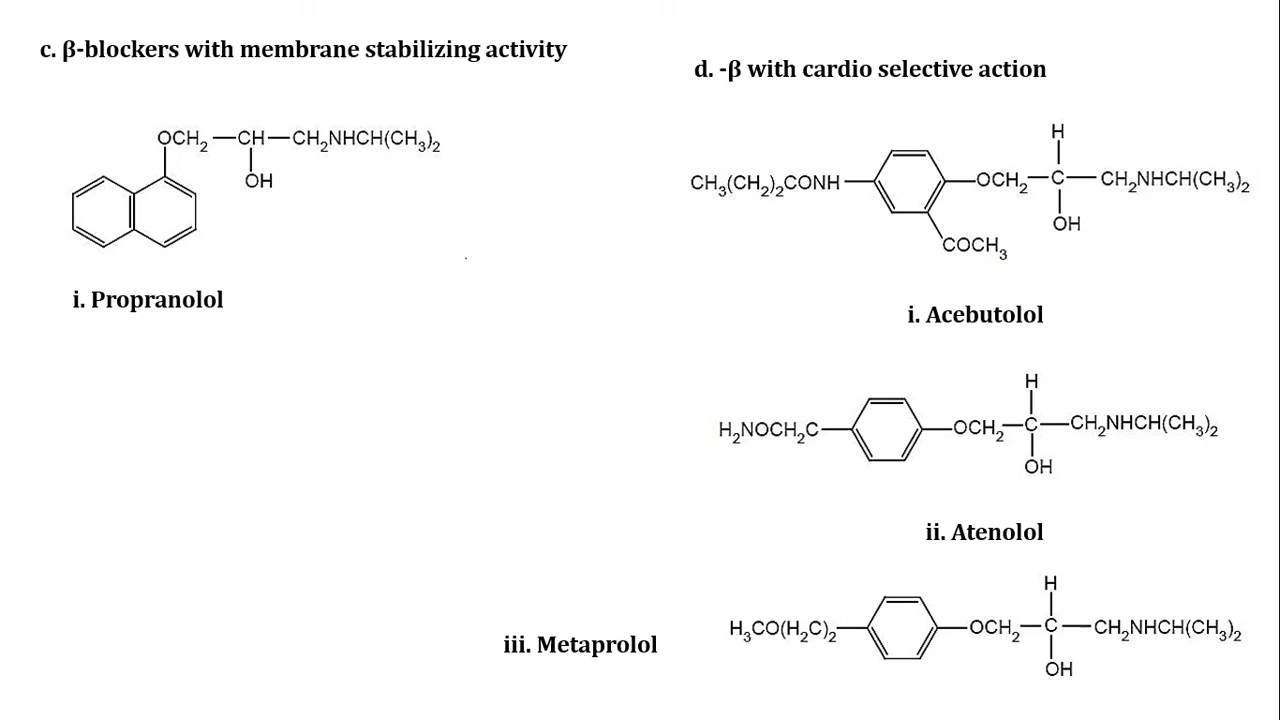 c. β-blockers with membrane stabilizing activity
OCH₂—CH—CH₂NHCH(CH₃)₂
OH
i. Propranolol
d. -β with cardio selective action
H
CH₃(CH₂)₂CONH
OCH₂—C—CH₂NHCH(CH₃)₂
OH
COCH₃
i. Acebutolol
H
H₂NOCH₂C
OCH₂—C—CH₂NHCH(CH₃)₂
OH
ii. Atenolol
H
H₃CO(H₂C)₂
OCH₂—C—CH₂NHCH(CH₃)₂
OH
iii. Metaprolol